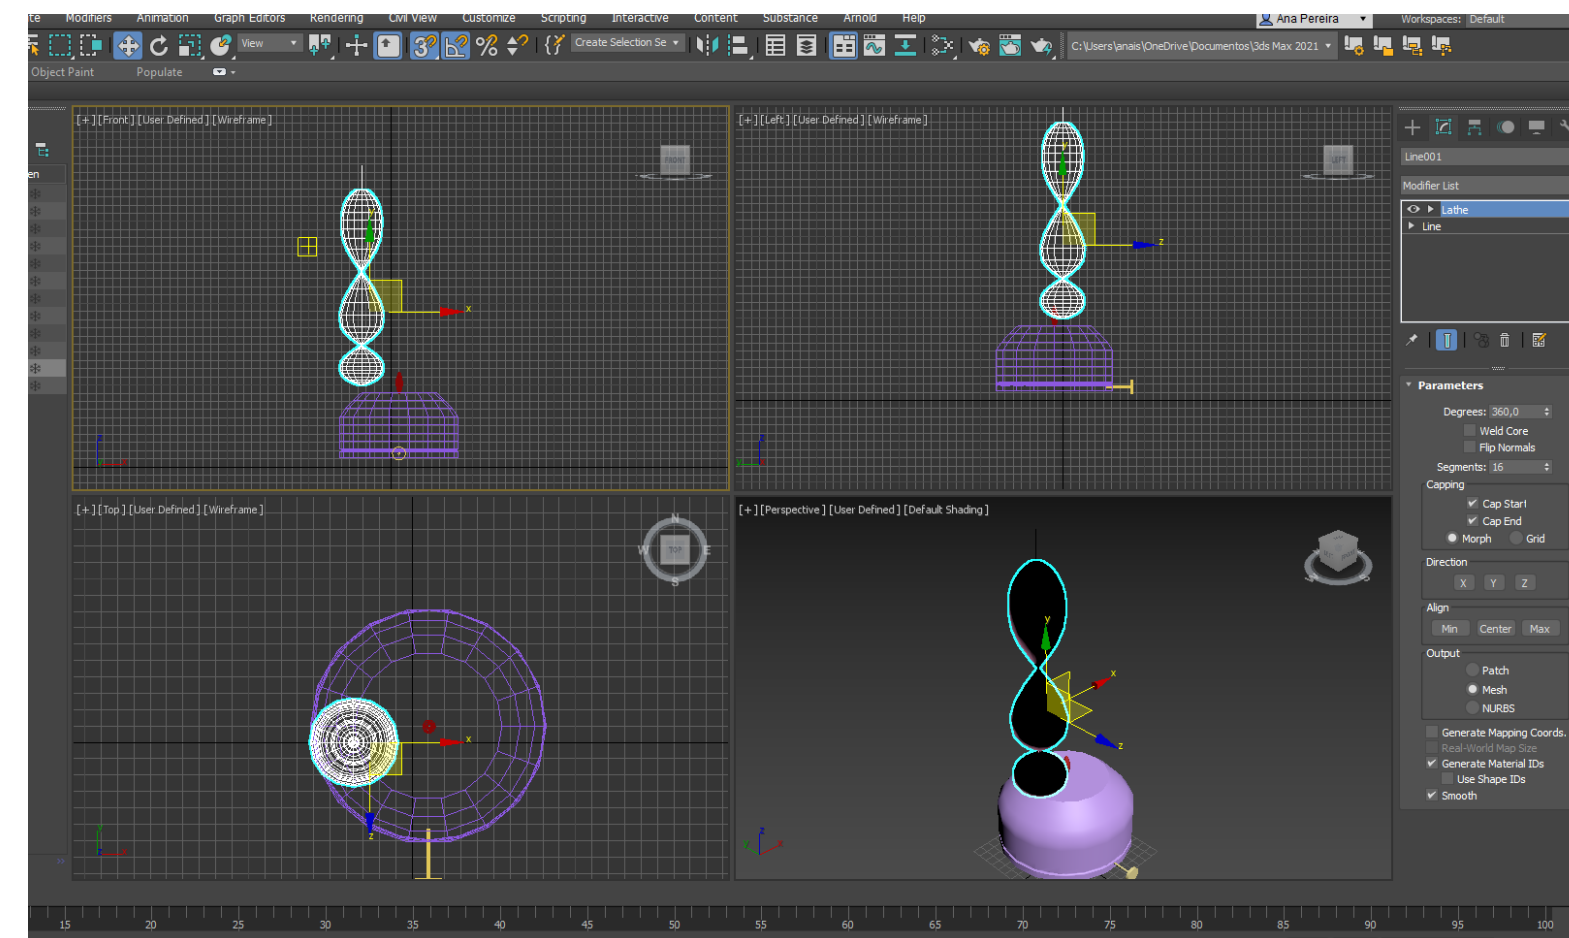 Modifiers Animation Graph Editors Rendering Civil View Customize Scripting Interactive Content Substance Arnold Help Ana Pereira Workspaces: Default
View Create Selection Se C:\Users\anais\OneDrive\Documentos\3ds Max 2021
Object Paint Populate
[+][Front][User Defined][Wireframe]
FRONT
x
y
z
[+][Left][User Defined][Wireframe]
LEFT
y
z
z
[+][Top][User Defined][Wireframe]
N
W TOP E
S
x
z
y
[+][Perspective][User Defined][Default Shading]
y
x
z
z
Line001
Modifier List
Lathe
Line
Parameters
Degrees: 360,0
Weld Core
Flip Normals
Segments: 16
Capping
Cap Start
Cap End
Morph Grid
Direction
X Y Z
Align
Min Center Max
Output
Patch
Mesh
NURBS
Generate Mapping Coords.
Real-World Map Size
Generate Material IDs
Use Shape IDs
Smooth
15 20 25 30 35 40 45 50 55 60 65 70 75 80 85 90 95 100